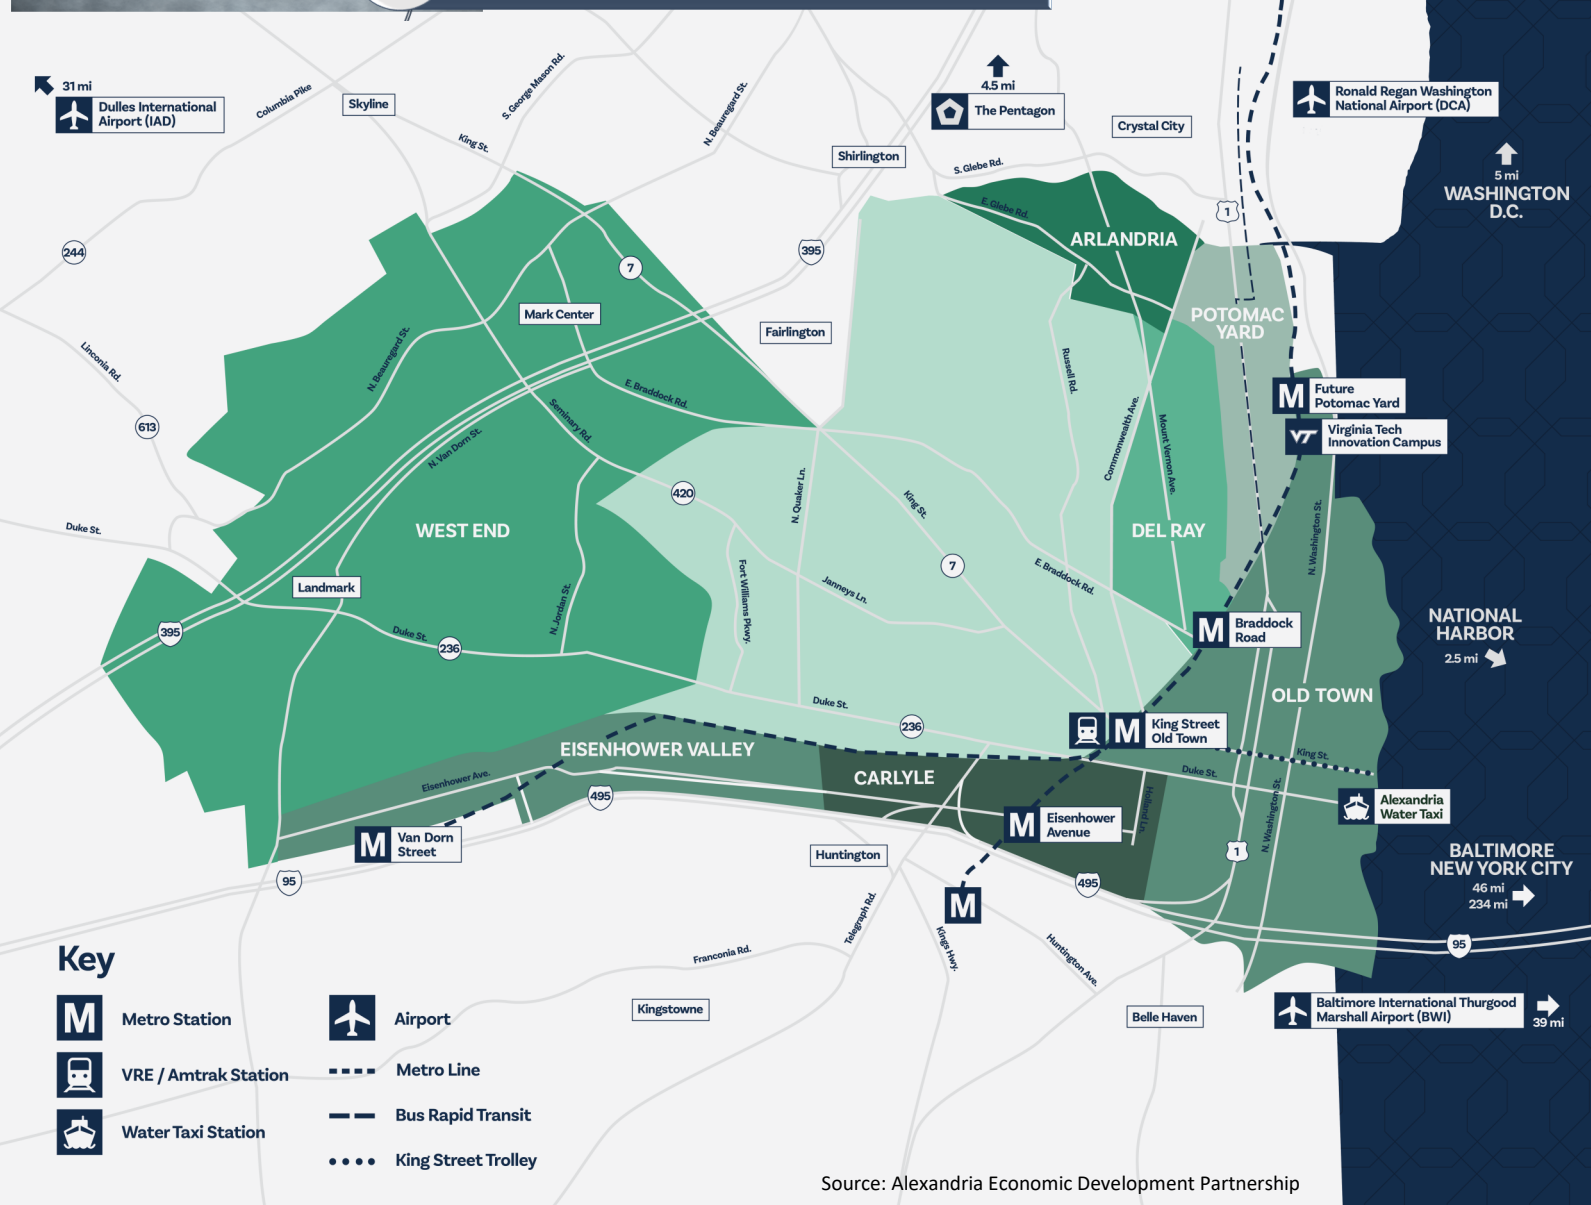 31 mi
Dulles International
Airport (IAD)
Columbia Pike
Skyline
S. George Mason Rd.
King St.
N. Beauregard St.
4.5 mi
The Pentagon
Shirlington
Crystal City
S. Glebe Rd.
Ronald Regan Washington
National Airport (DCA)
5 mi
WASHINGTON
D.C.
E. Glebe Rd.
1
ARLANDRIA
244
395
7
Mark Center
Fairlington
POTOMAC
YARD
Linconia Rd.
N. Beauregard St.
Russell Rd.
E. Braddock Rd.
M
Future
Potomac Yard
VT
Virginia Tech
Innovation Campus
613
Seminary Rd.
N. Van Dorn St.
Commonwealth Ave.
Mount Vernon Ave.
420
N. Quaker Ln.
King St.
Duke St.
WEST END
DEL RAY
N. Washington St.
7
Landmark
Fort Williams Pkwy.
Janneys Ln.
E. Braddock Rd.
N. Jordan St.
395
Duke St.
236
M
Braddock
Road
NATIONAL
HARBOR
2.5 mi
OLD TOWN
Duke St.
236
M
King Street
Old Town
EISENHOWER VALLEY
King St.
CARLYLE
Duke St.
Eisenhower Ave.
495
Holland Ln.
N. Washington St.
Alexandria
Water Taxi
M
Van Dorn
Street
M
Eisenhower
Avenue
Huntington
1
BALTIMORE
NEW YORK CITY
46 mi
234 mi
95
495
M
Telegraph Rd.
Kings Hwy.
Huntington Ave.
Franconia Rd.
95
Kingstowne
Belle Haven
Baltimore International Thurgood
Marshall Airport (BWI)
39 mi
Key
M
Metro Station
VRE / Amtrak Station
Water Taxi Station
Airport
Metro Line
Bus Rapid Transit
King Street Trolley
Source: Alexandria Economic Development Partnership